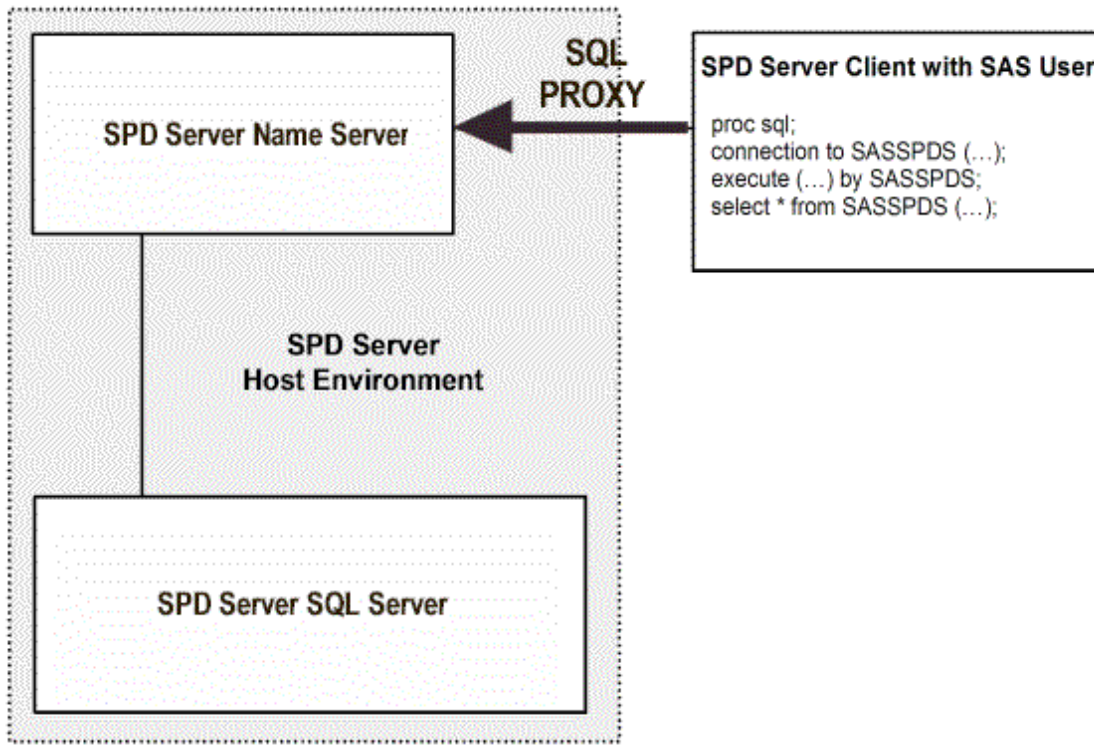 SPD Server Name Server
SQL
PROXY
SPD Server Client with SAS User
proc sql;
connection to SASSPDS (…);
execute (…) by SASSPDS;
select * from SASSPDS (…);
SPD Server
Host Environment
SPD Server SQL Server